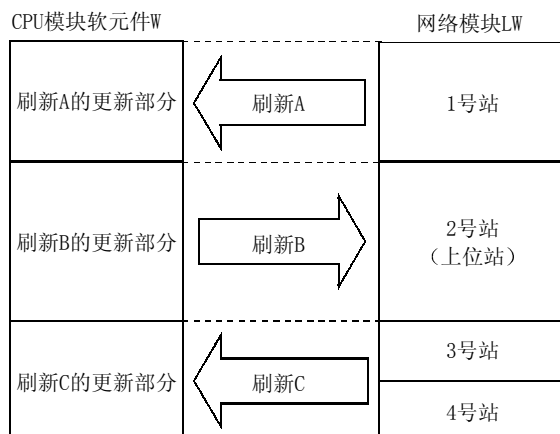 CPU模块软元件W
网络模块LW
刷新A的更新部分
刷新A
1号站
刷新B的更新部分
刷新B
2号站
（上位站）
刷新C的更新部分
刷新C
3号站
4号站